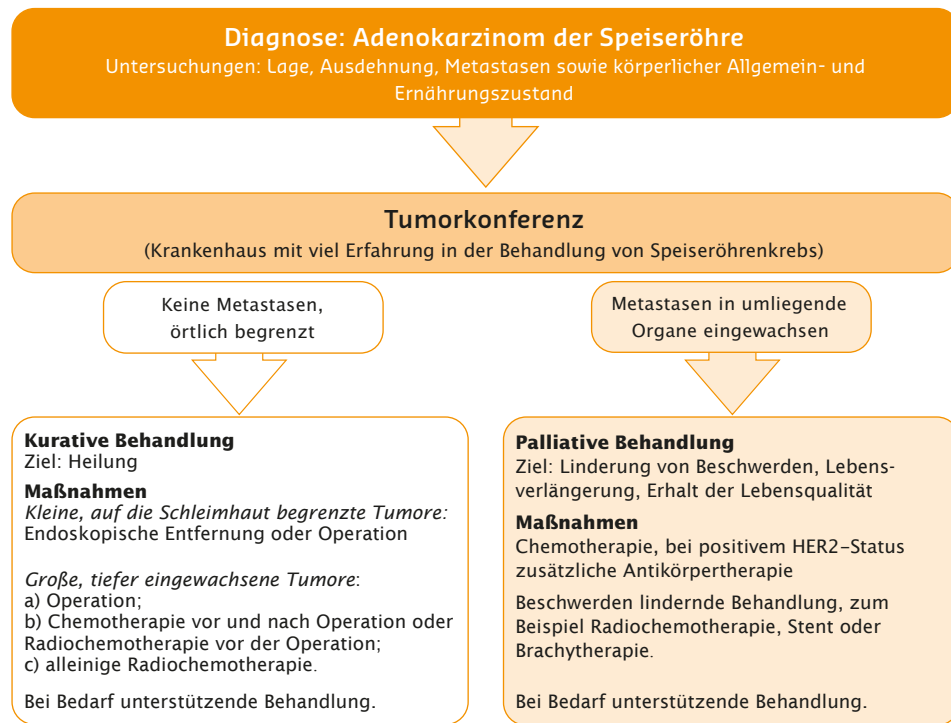 Diagnose: Adenokarzinom der Speiseröhre
Untersuchungen: Lage, Ausdehnung, Metastasen sowie körperlicher Allgemein- und
Ernährungszustand
Tumorkonferenz
(Krankenhaus mit viel Erfahrung in der Behandlung von Speiseröhrenkrebs)
Keine Metastasen,
örtlich begrenzt
Metastasen in umliegende
Organe eingewachsen
Kurative Behandlung
Ziel: Heilung
Maßnahmen
Kleine, auf die Schleimhaut begrenzte Tumore:
Endoskopische Entfernung oder Operation
Große, tiefer eingewachsene Tumore:
a) Operation;
b) Chemotherapie vor und nach Operation oder
Radiochemotherapie vor der Operation;
c) alleinige Radiochemotherapie.
Bei Bedarf unterstützende Behandlung.
Palliative Behandlung
Ziel: Linderung von Beschwerden, Lebens-
verlängerung, Erhalt der Lebensqualität
Maßnahmen
Chemotherapie, bei positivem HER2-Status
zusätzliche Antikörpertherapie
Beschwerden lindernde Behandlung, zum
Beispiel Radiochemotherapie, Stent oder
Brachytherapie.
Bei Bedarf unterstützende Behandlung.